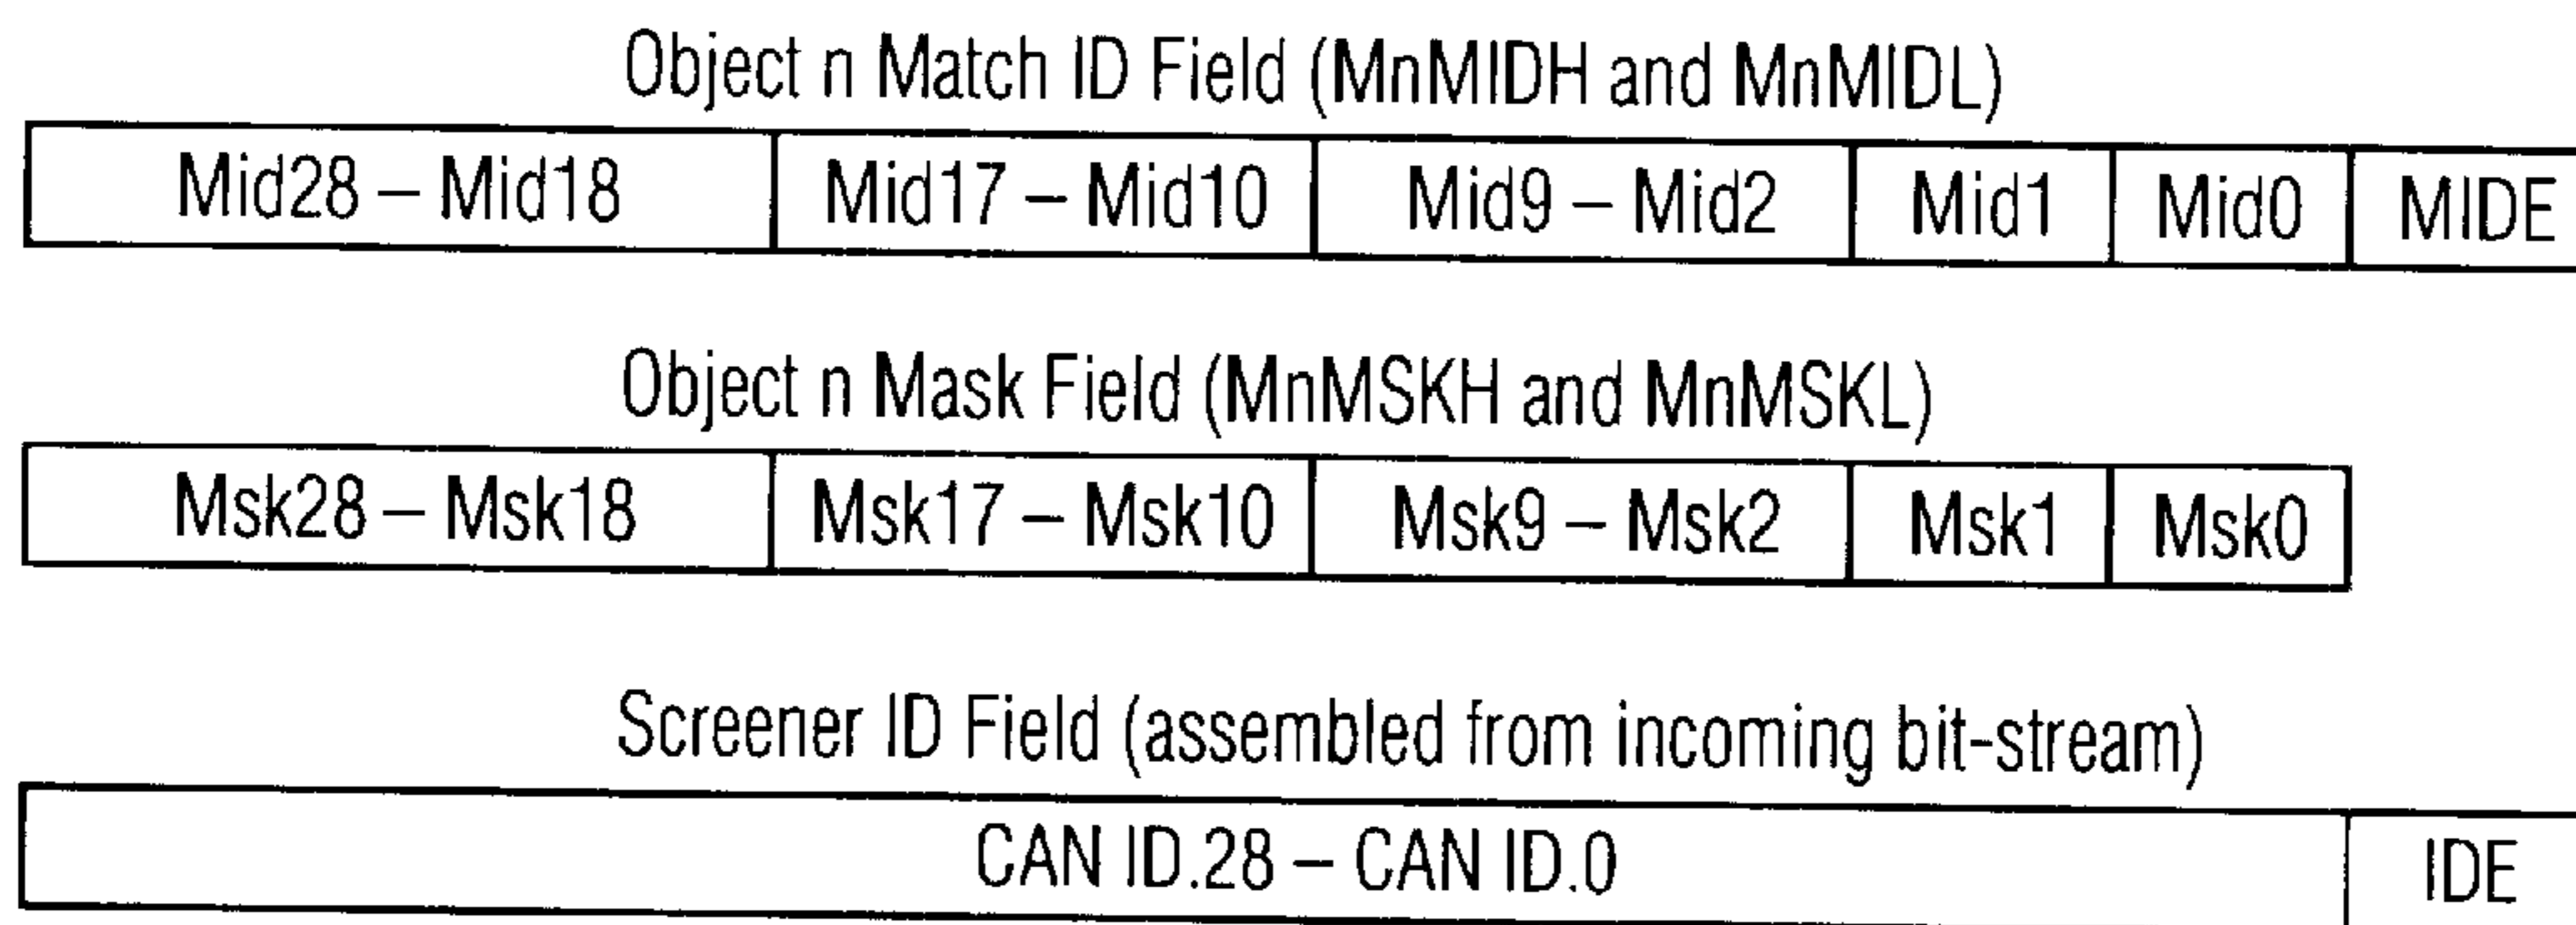 Object n Match ID Field (MnMIDH and MnMIDL)
Mid28 – Mid18 Mid17 – Mid10 Mid9 – Mid2 Mid1 Mid0 MIDE
Object n Mask Field (MnMSKH and MnMSKL)
Msk28 – Msk18 Msk17 – Msk10 Msk9 – Msk2 Msk1 Msk0
Screener ID Field (assembled from incoming bit-stream)
CAN ID.28 – CAN ID.0 IDE